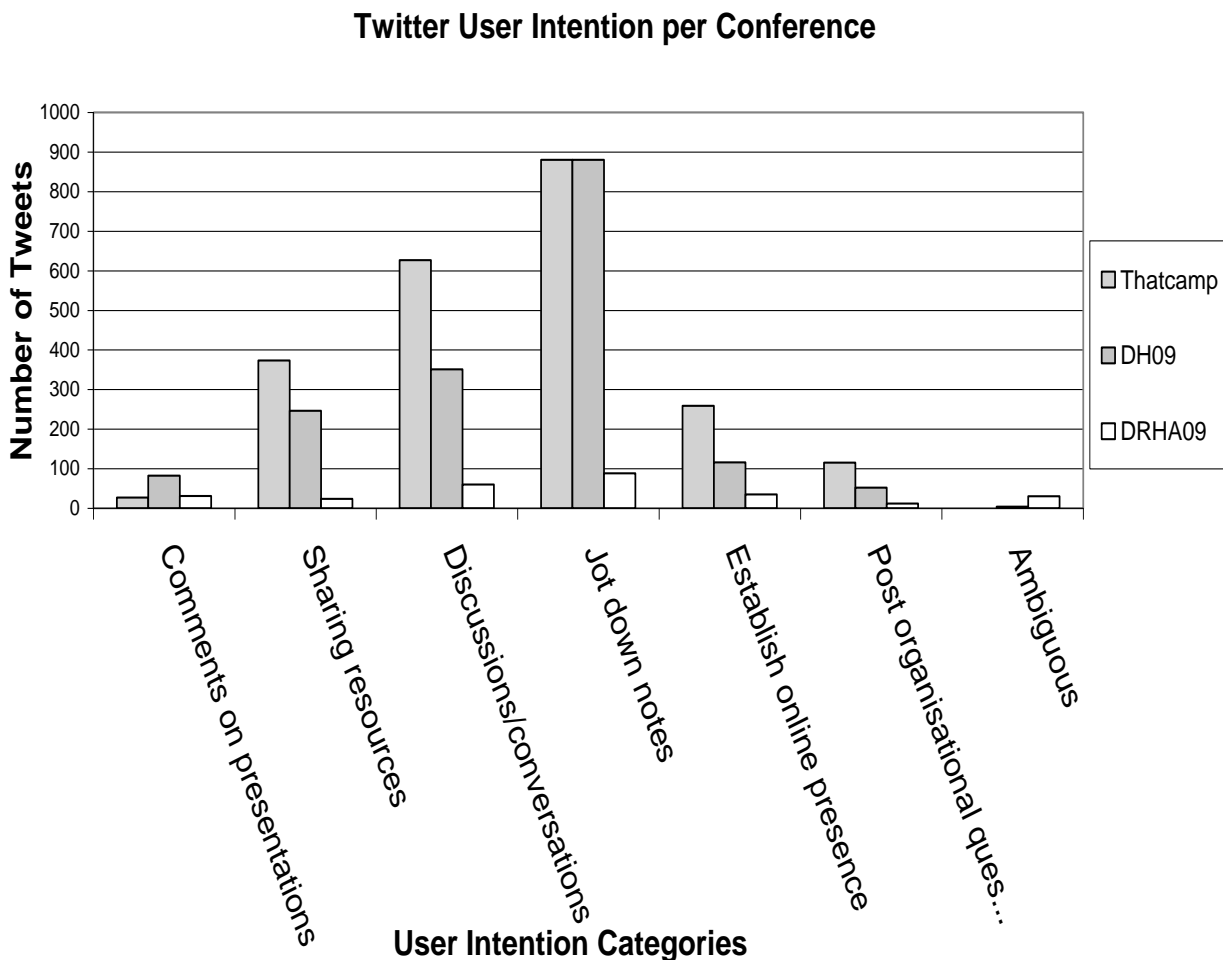 Twitter User Intention per Conference
1000
900
800
700
600
500
400
300
200
100
0
Number of Tweets
Thatcamp
DH09
DRHA09
Comments on presentations
Sharing resources
Discussions/conversations
Jot down notes
Establish online presence
Post organisational ques...
Ambiguous
User Intention Categories